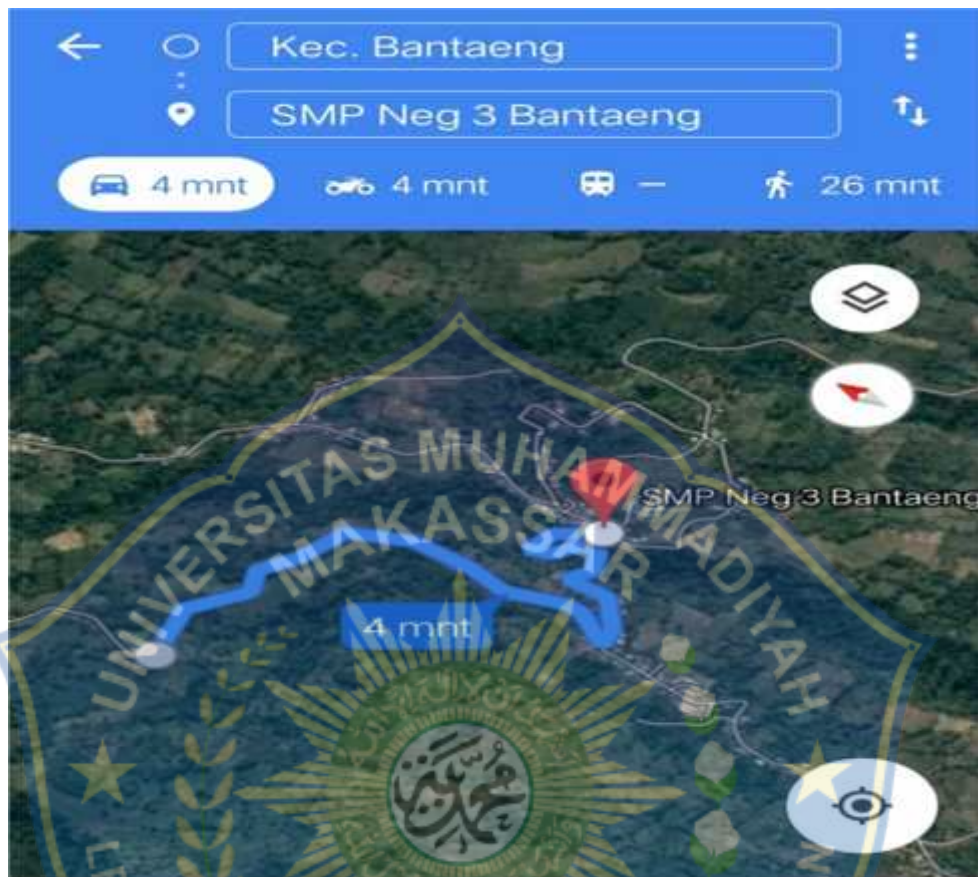 Kec. Bantaeng
SMP Neg 3 Bantaeng
4 mnt 4 mnt — 26 mnt
UNIVERSITAS MUHAMMADIYAH
MAKASSAR
SMP Neg 3 Bantaeng
4 mnt